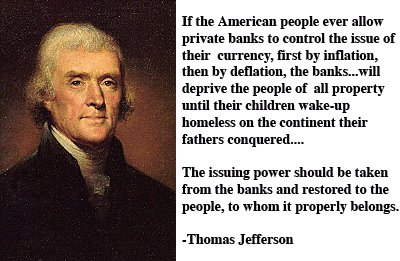 If the American people ever allow
private banks to control the issue of
their currency, first by inflation,
then by deflation, the banks...will
deprive the people of all property
until their children wake-up
homeless on the continent their
fathers conquered....
The issuing power should be taken
from the banks and restored to the
people, to whom it properly belongs.
-Thomas Jefferson